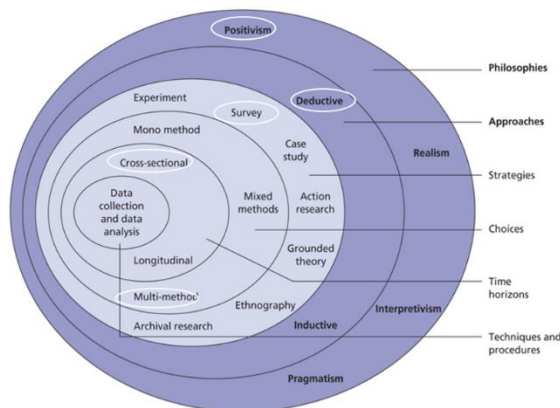 Positivism
Philosophies
Experiment
Survey
Deductive
Approaches
Mono method
Case
study
Realism
Cross-sectional
Strategies
Data
collection
and data
analysis
Mixed
methods
Action
research
Choices
Grounded
theory
Longitudinal
Time
horizons
Multi-method
Ethnography
Interpretivism
Archival research
Inductive
Techniques and
procedures
Pragmatism